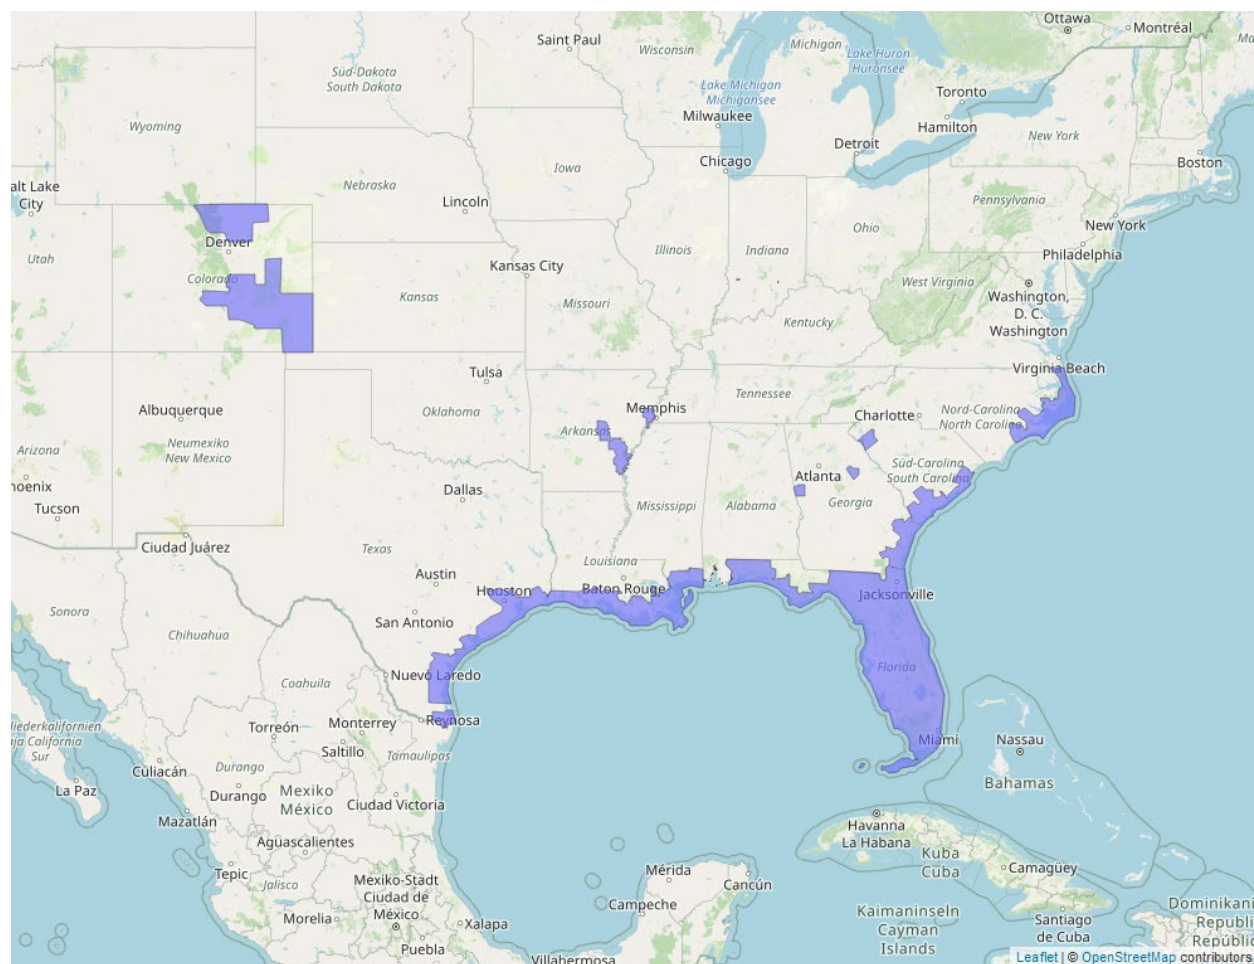 Ottawa
Montréal
Saint Paul
Wisconsin
Michigan
Lake Huron
Huronsee
Süd-Dakota
South Dakota
Lake Michigan
Michigansee
Toronto
Milwaukee
Hamilton
Wyoming
New York
Detroit
Chicago
Boston
Iowa
alt Lake
City
Nebraska
Lincoln
Pennsylvania
New York
Ohio
Denver
Illinois
Indiana
Philadelphia
Utah
Kansas City
Colorado
West Virginia
Kansas
Missouri
Washington,
D. C.
Washington
Kentucky
Virginia Beach
Tulsa
Tennessee
Albuquerque
Oklahoma
Memphis
Charlotte
Nord-Carolina
North Carolina
Arkansas
Neumexiko
New Mexico
Arizona
Süd-Carolina
South Carolina
hoenix
Atlanta
Dallas
Tucson
Mississippi
Alabama
Georgia
Ciudad Juárez
Texas
Louisiana
Austin
Houston
Baton Rouge
Jacksonville
Sonora
San Antonio
Chihuahua
Nuevo Laredo
Florida
Coahuila
Niederkalifornien
aja California
Sur
Torreón
Monterrey
Reynosa
Saltillo
Tamaulipas
Miami
Nassau
Culiacán
Durango
Bahamas
La Paz
Durango
Mexiko
México
Ciudad Victoria
Mazatlán
Havanna
La Habana
Aguascalientes
Kuba
Cuba
Camagüey
Tepic
Jalisco
Mexiko-Stadt
Ciudad de
México
Mérida
Cancún
Campeche
Kaimaninseln
Cayman
Islands
Dominikani
Republi
República
Morelia
Xalapa
Santiago
de Cuba
Puebla
Villahermosa
Leaflet | © OpenStreetMap contributors